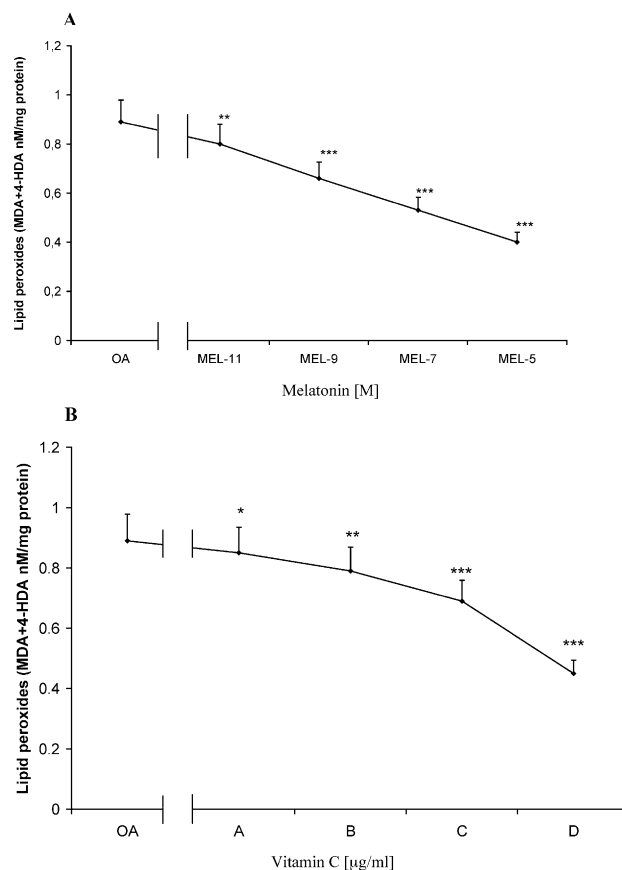 A
Lipid peroxides (MDA+4-HDA nM/mg protein)
1,2
1
0,8
0,6
0,4
0,2
0
**
***
***
***
OA MEL-11 MEL-9 MEL-7 MEL-5
Melatonin [M]
B
Lipid peroxides (MDA+4-HDA nM/mg protein)
1.2
1
0.8
0.6
0.4
0.2
0
*
**
***
***
OA A B C D
Vitamin C [µg/ml]